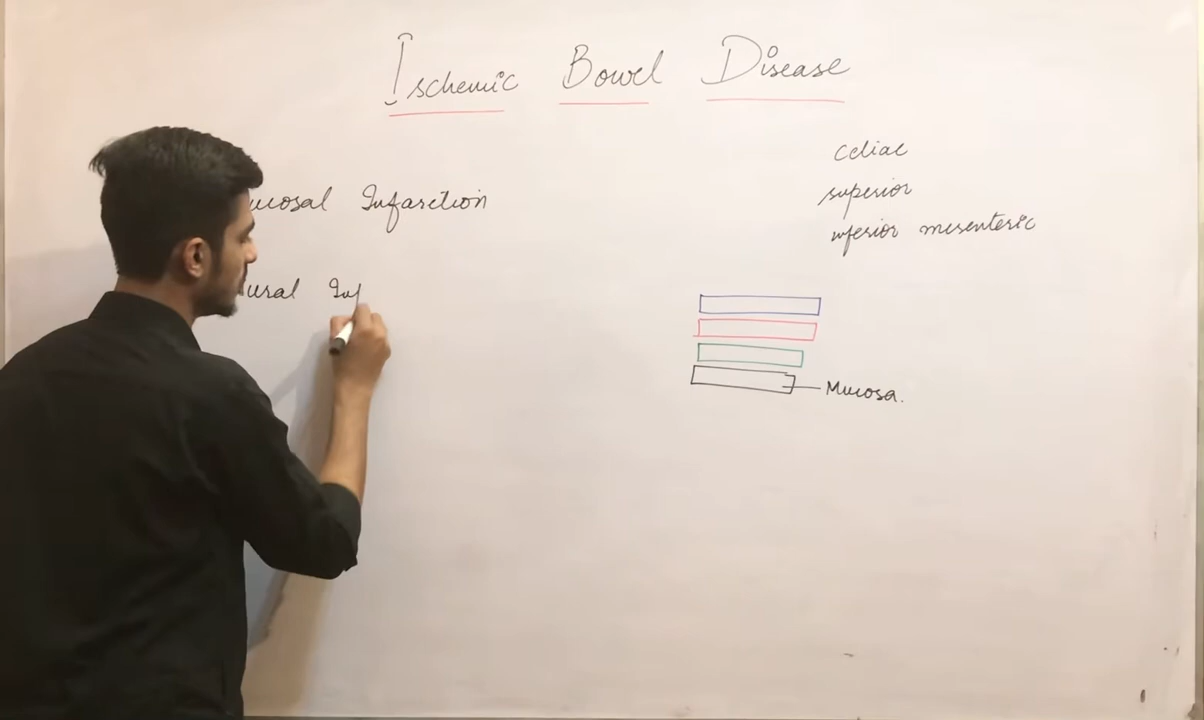 Ischemic Bowel Disease
celiac
superior
inferior mesenteric
ucosal Infarction
ural Inf
Mucosa.